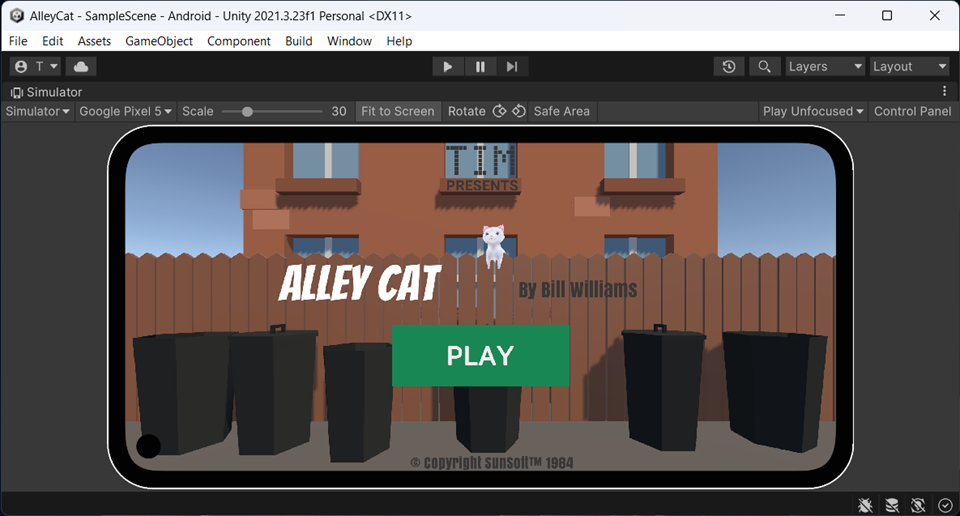 AlleyCat - SampleScene - Android - Unity 2021.3.23f1 Personal <DX11>
File Edit Assets GameObject Component Build Window Help
T Layers Layout
Simulator
Simulator Google Pixel 5 Scale 30 Fit to Screen Rotate Safe Area Play Unfocused Control Panel
TIM
PRESENTS
ALLEY CAT
By Bill Williams
PLAY
© copyright sunsoft™ 1984